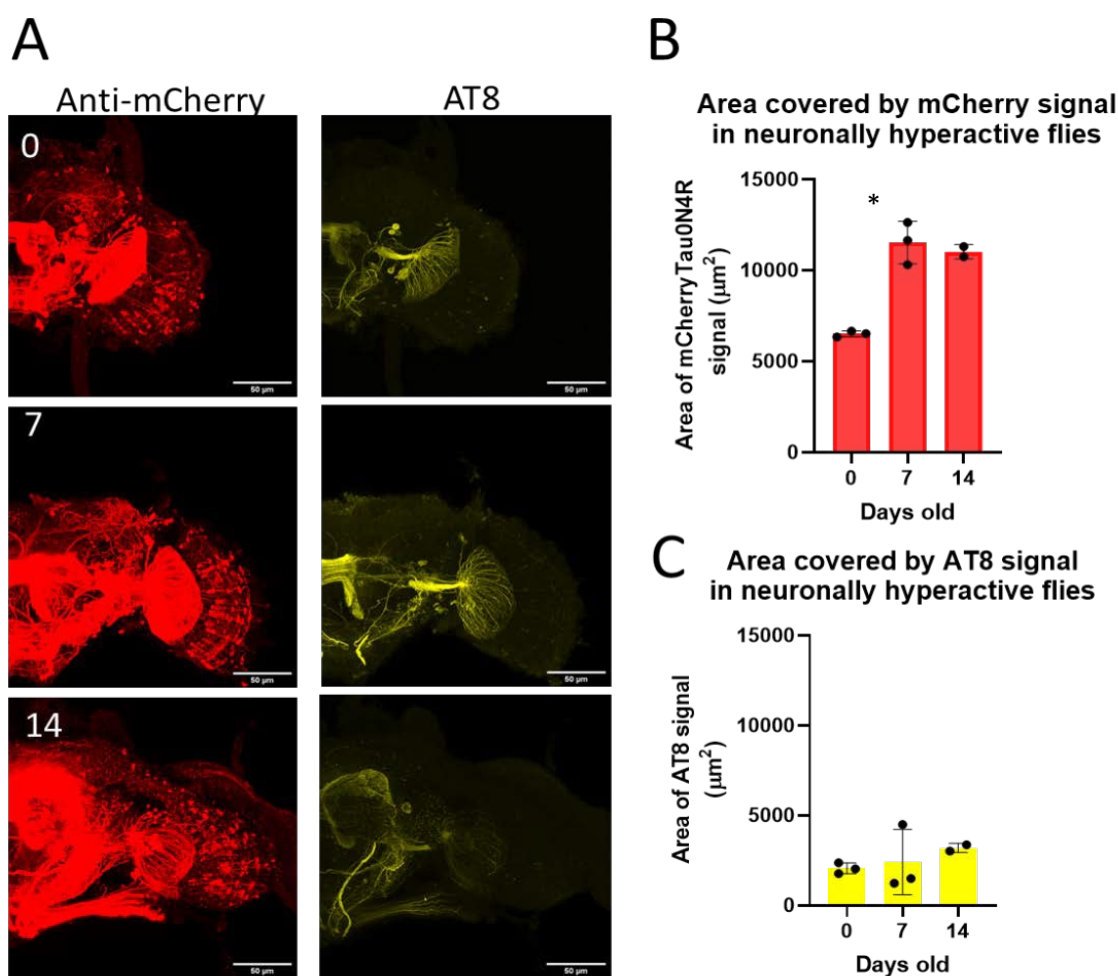 A
Anti-mCherry
AT8
0
50 µm
50 µm
7
50 µm
50 µm
14
50 µm
50 µm
B
Area covered by mCherry signal
in neuronally hyperactive flies
Area of mCherryTau0N4R
signal (µm²)
15000
10000
5000
0
*
0 7 14
Days old
C
Area covered by AT8 signal
in neuronally hyperactive flies
Area of AT8 signal
(µm²)
15000
10000
5000
0
0 7 14
Days old